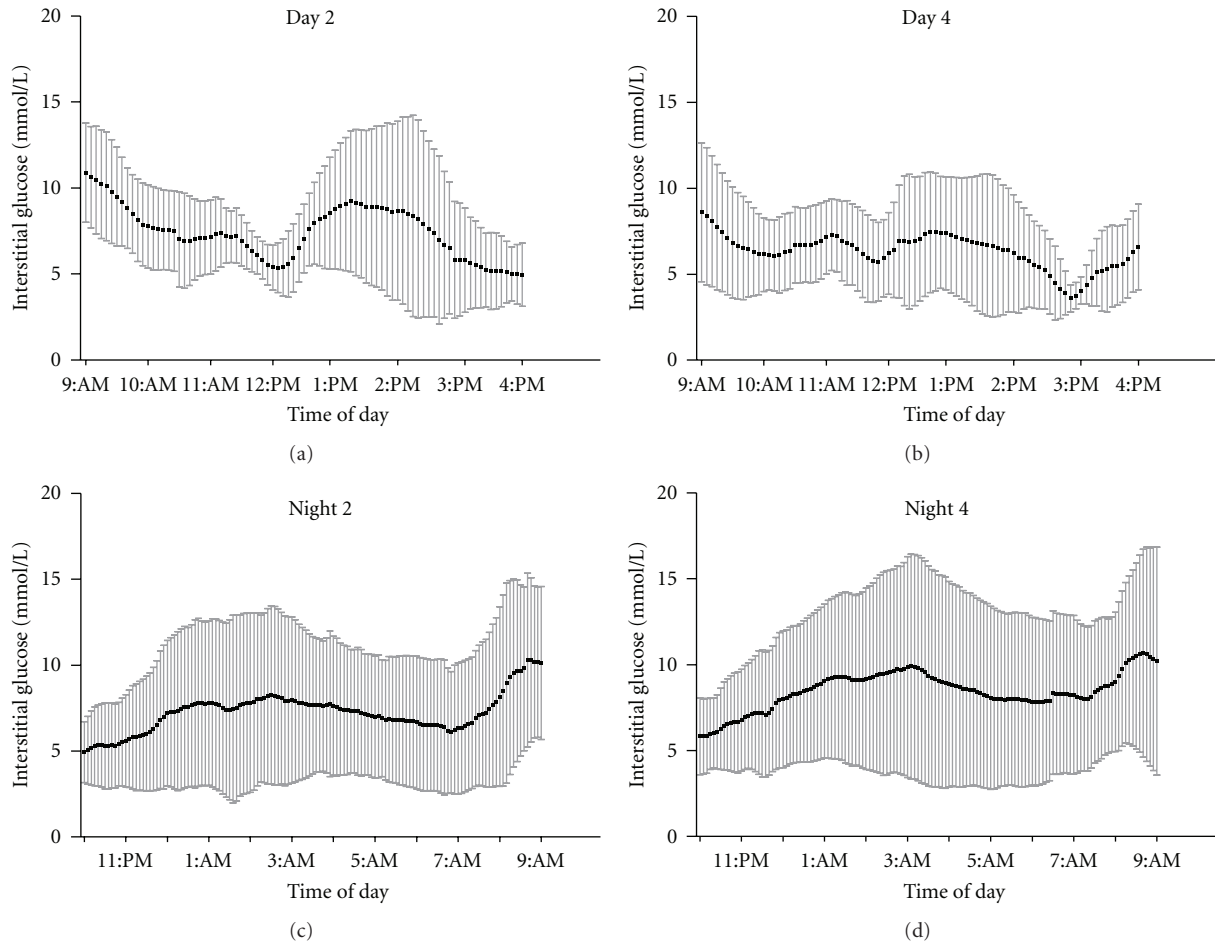 Day 2
Interstitial glucose (mmol/L)
20
15
10
5
0
9:AM 10:AM 11:AM 12:PM 1:PM 2:PM 3:PM 4:PM
Time of day
(a)
Day 4
Interstitial glucose (mmol/L)
20
15
10
5
0
9:AM 10:AM 11:AM 12:PM 1:PM 2:PM 3:PM 4:PM
Time of day
(b)
Night 2
Interstitial glucose (mmol/L)
20
15
10
5
0
11:PM 1:AM 3:AM 5:AM 7:AM 9:AM
Time of day
(c)
Night 4
Interstitial glucose (mmol/L)
20
15
10
5
0
11:PM 1:AM 3:AM 5:AM 7:AM 9:AM
Time of day
(d)